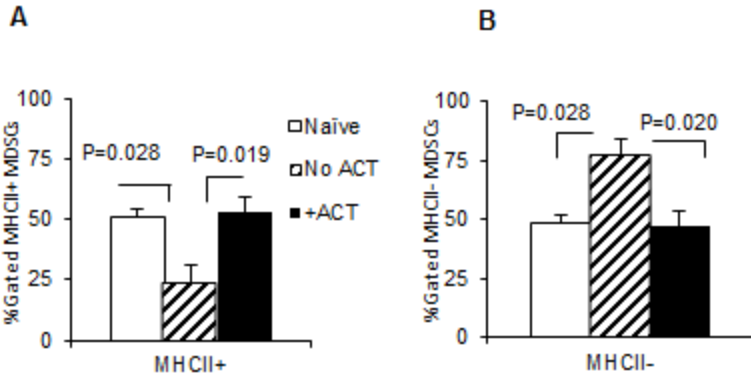 A
%Gated MHCII+ MDSCs
100
75
50
25
0
P=0.028
P=0.019
MHCII+
Naïve
No ACT
+ACT
B
%Gated MHCII- MDSCs
100
75
50
25
0
P=0.028
P=0.020
MHCII-